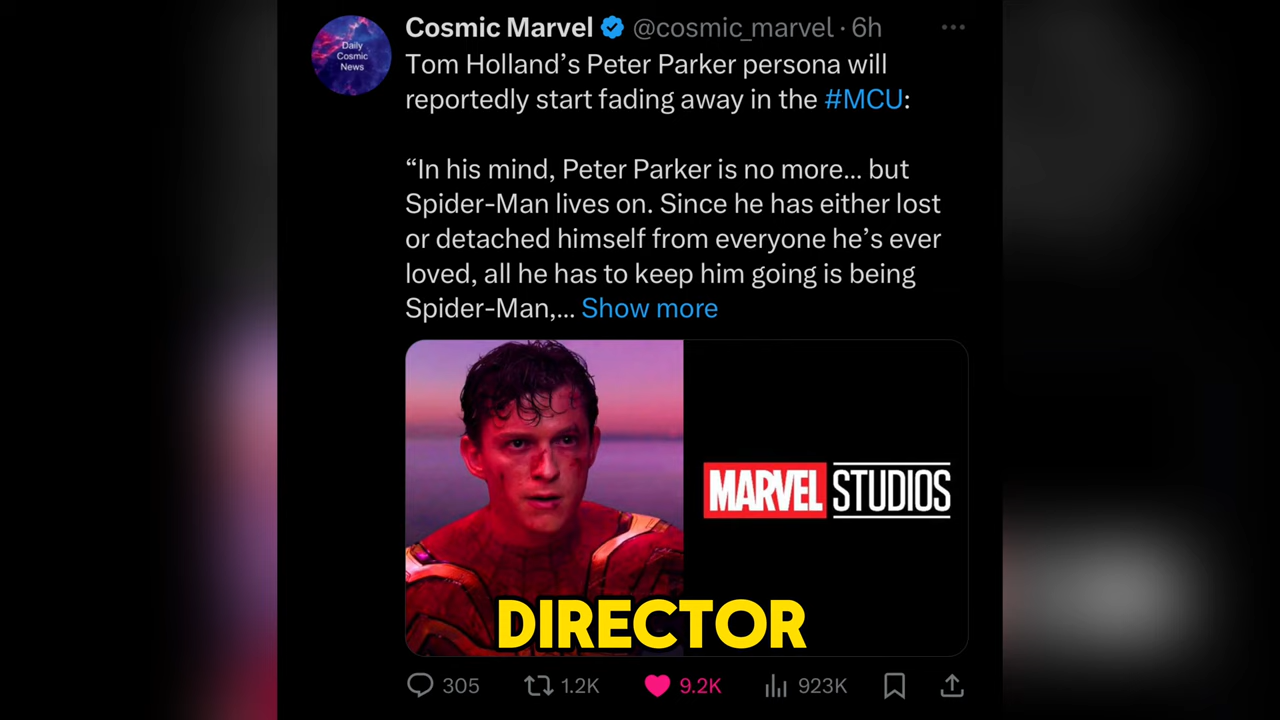 Daily
Cosmic
News
Cosmic Marvel @cosmic_marvel · 6h
Tom Holland’s Peter Parker persona will
reportedly start fading away in the #MCU:
“In his mind, Peter Parker is no more... but
Spider-Man lives on. Since he has either lost
or detached himself from everyone he’s ever
loved, all he has to keep him going is being
Spider-Man,... Show more
MARVEL STUDIOS
DIRECTOR
305 1.2K 9.2K 923K